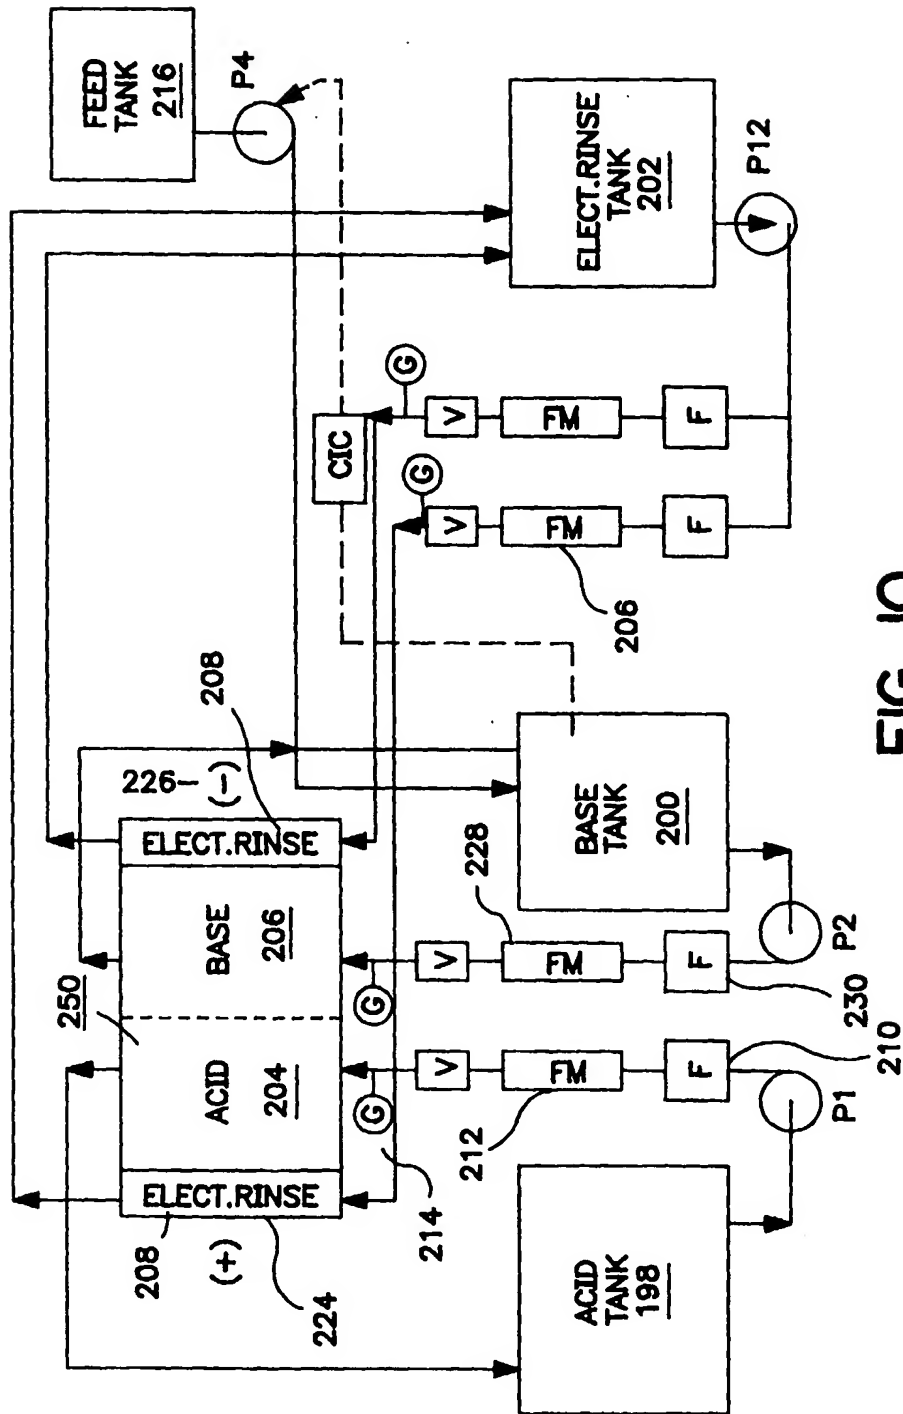 FEED
TANK
216
P4
ELECT.RINSE
TANK
202
P12
CIC
G
V
FM
F
G
V
FM
F
206
208
226-
(-)
ELECT.RINSE
BASE
206
250
ACID
204
ELECT.RINSE
208
(+)
224
BASE
TANK
200
228
G
V
FM
F
P2
230
G
V
FM
F
P1
210
212
214
ACID
TANK
198